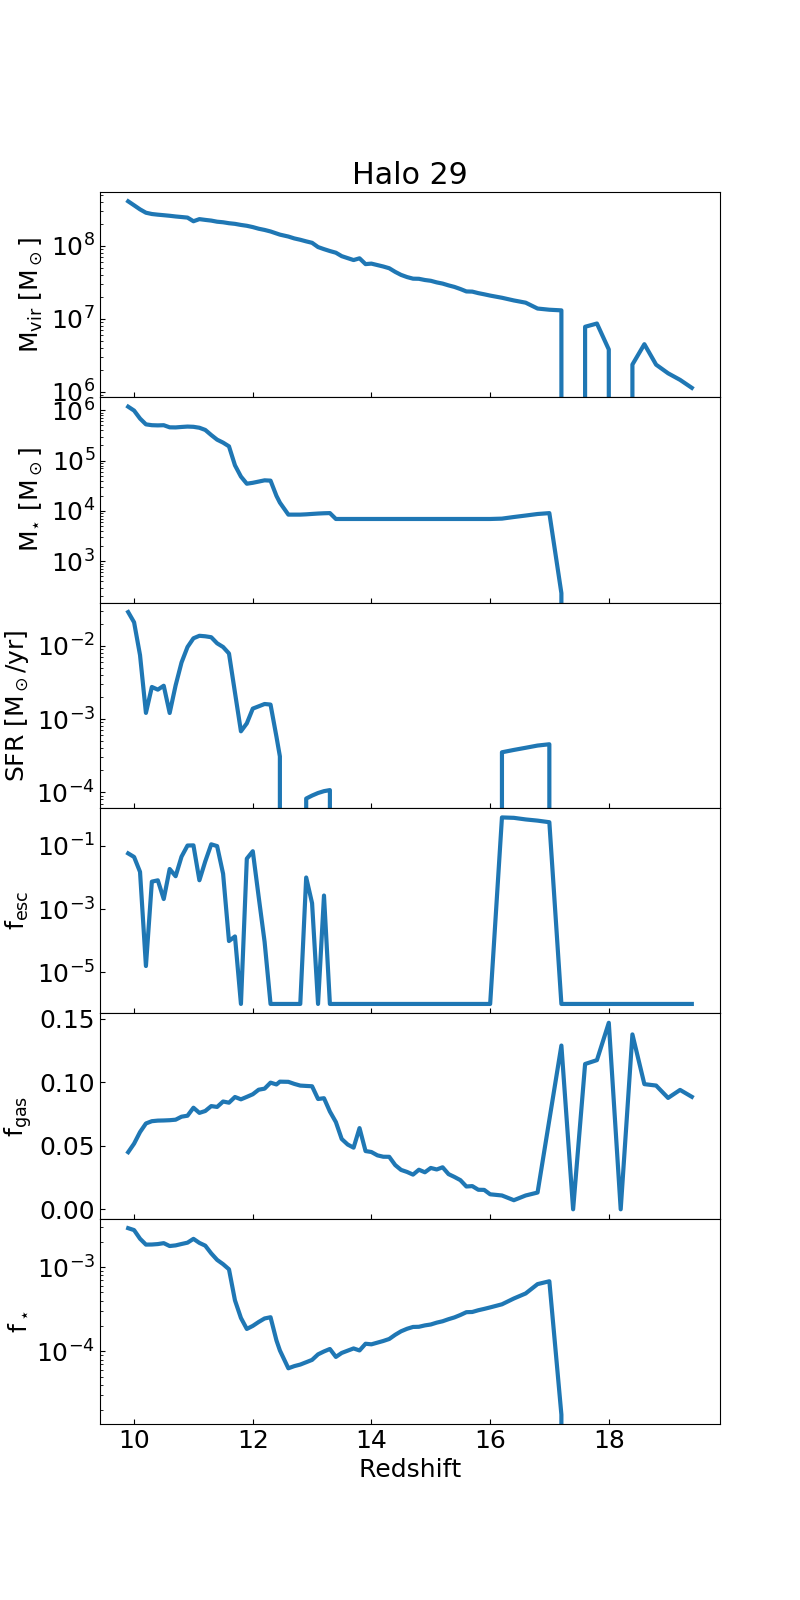 Halo 29
M_vir [M_⊙]
10^8
10^7
10^6
M_⋆ [M_⊙]
10^6
10^5
10^4
10^3
SFR [M_⊙/yr]
10^−2
10^−3
10^−4
f_esc
10^−1
10^−3
10^−5
f_gas
0.15
0.10
0.05
0.00
f_⋆
10^−3
10^−4
10 12 14 16 18
Redshift